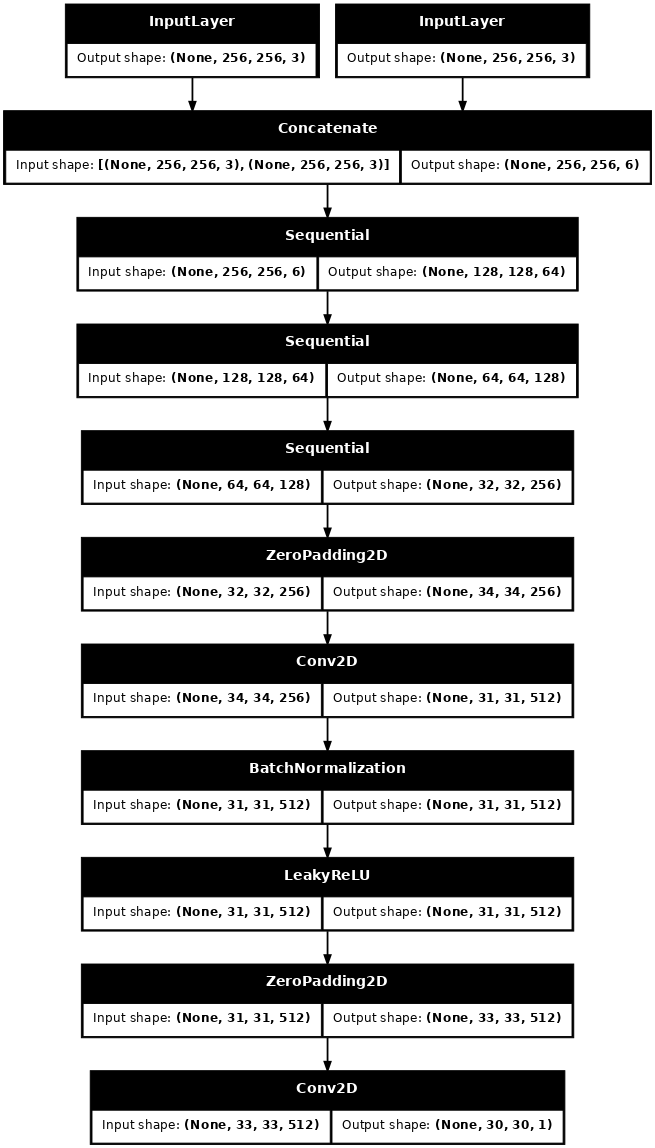 InputLayer
Output shape: (None, 256, 256, 3)
InputLayer
Output shape: (None, 256, 256, 3)
Concatenate
Input shape: [(None, 256, 256, 3), (None, 256, 256, 3)] Output shape: (None, 256, 256, 6)
Sequential
Input shape: (None, 256, 256, 6) Output shape: (None, 128, 128, 64)
Sequential
Input shape: (None, 128, 128, 64) Output shape: (None, 64, 64, 128)
Sequential
Input shape: (None, 64, 64, 128) Output shape: (None, 32, 32, 256)
ZeroPadding2D
Input shape: (None, 32, 32, 256) Output shape: (None, 34, 34, 256)
Conv2D
Input shape: (None, 34, 34, 256) Output shape: (None, 31, 31, 512)
BatchNormalization
Input shape: (None, 31, 31, 512) Output shape: (None, 31, 31, 512)
LeakyReLU
Input shape: (None, 31, 31, 512) Output shape: (None, 31, 31, 512)
ZeroPadding2D
Input shape: (None, 31, 31, 512) Output shape: (None, 33, 33, 512)
Conv2D
Input shape: (None, 33, 33, 512) Output shape: (None, 30, 30, 1)